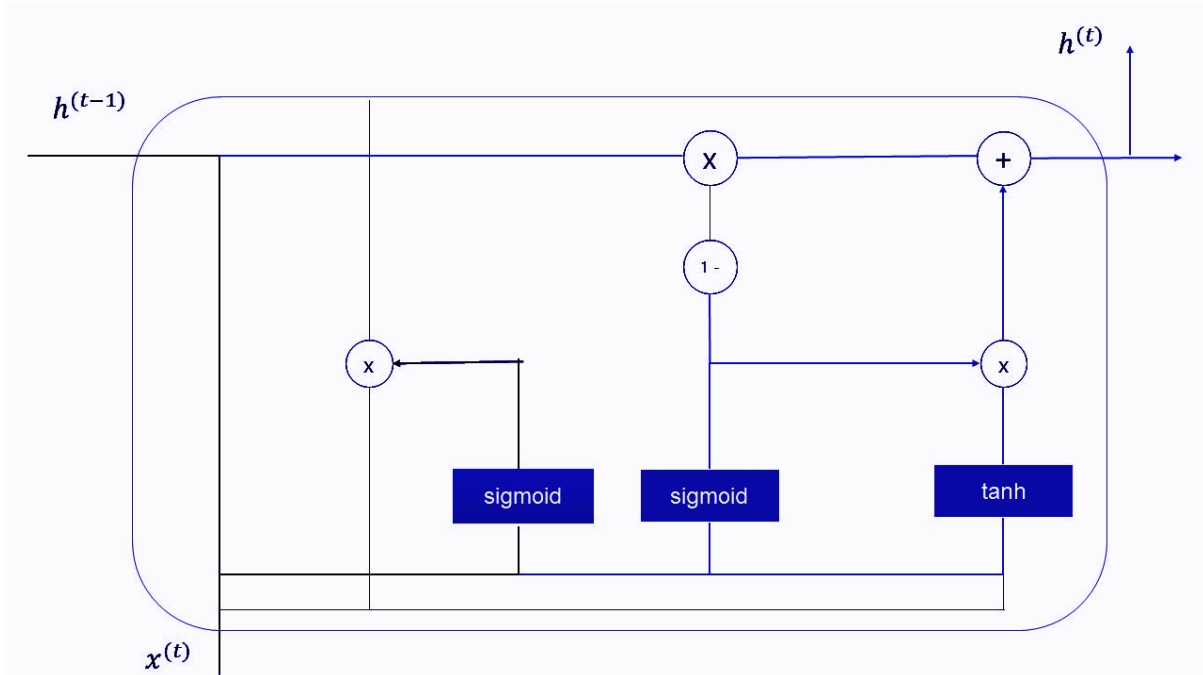 h^{(t)}
h^{(t-1)}
x
+
1 -
x
x
sigmoid
sigmoid
tanh
x^{(t)}